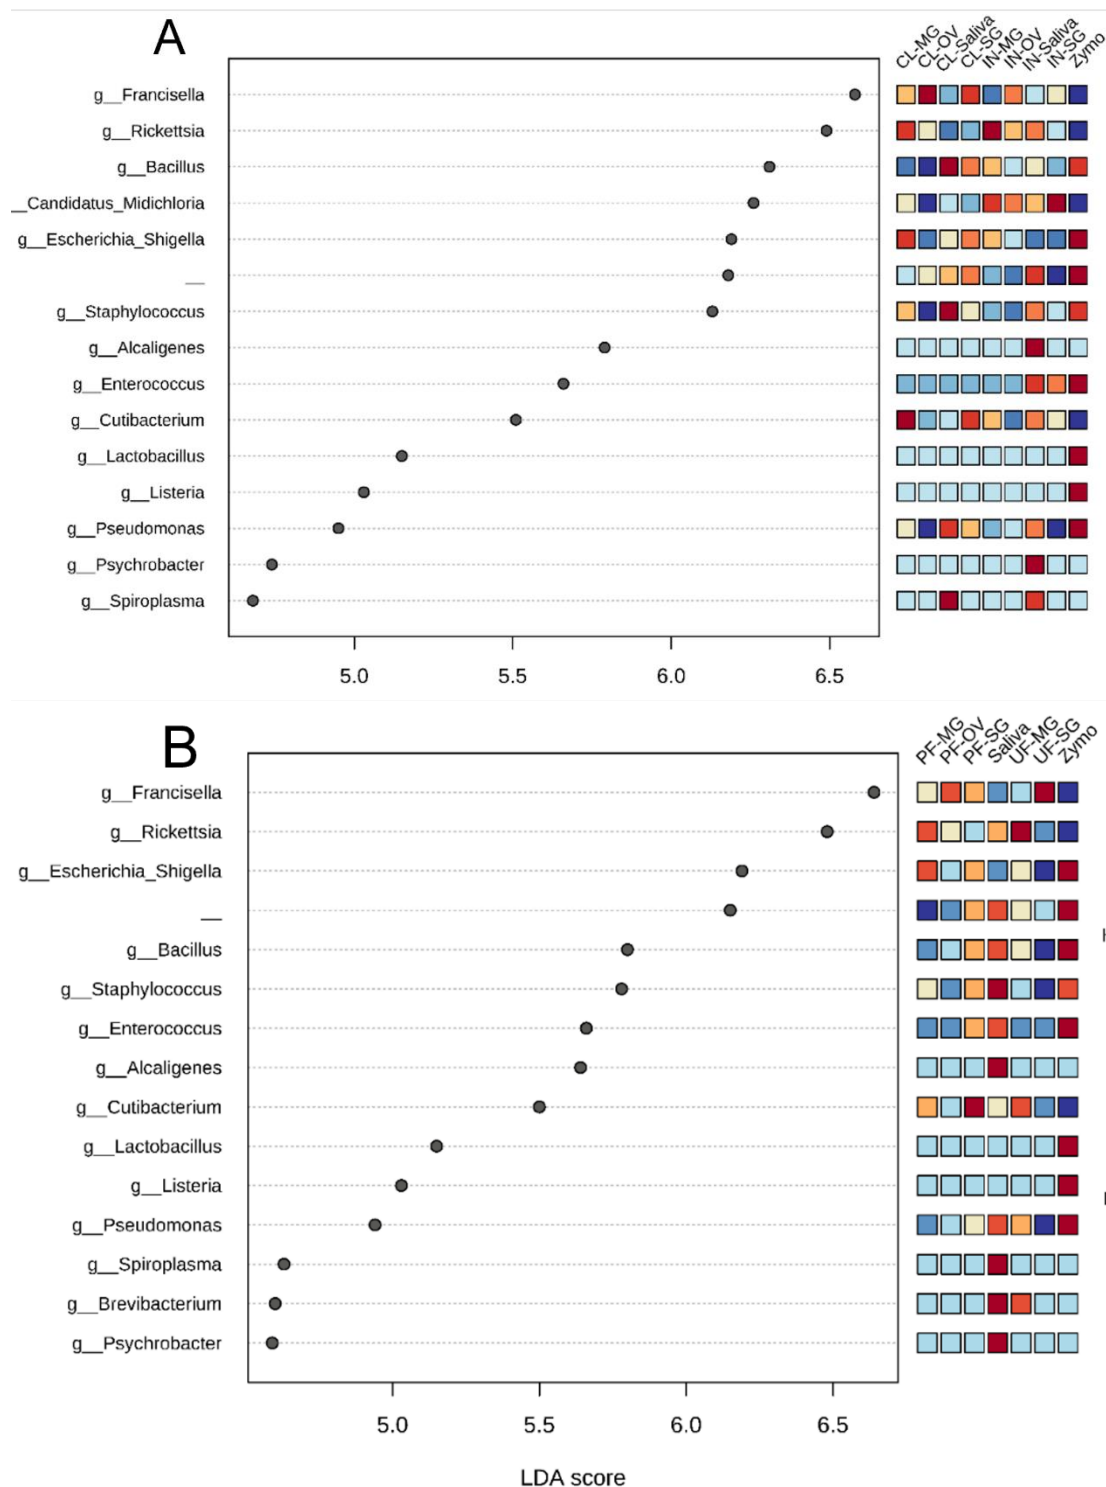 A
CL-MG
CL-OV
CL-Saliva
CL-SG
IN-MG
IN-OV
IN-Saliva
IN-SG
Zymo
g__Francisella
g__Rickettsia
g__Bacillus
__Candidatus_Midichloria
g__Escherichia_Shigella
__
g__Staphylococcus
g__Alcaligenes
g__Enterococcus
g__Cutibacterium
g__Lactobacillus
g__Listeria
g__Pseudomonas
g__Psychrobacter
g__Spiroplasma
5.0 5.5 6.0 6.5
B
PF-MG
PF-OV
PF-SG
Saliva
UF-MG
UF-SG
Zymo
g__Francisella
g__Rickettsia
g__Escherichia_Shigella
__
g__Bacillus
g__Staphylococcus
g__Enterococcus
g__Alcaligenes
g__Cutibacterium
g__Lactobacillus
g__Listeria
g__Pseudomonas
g__Spiroplasma
g__Brevibacterium
g__Psychrobacter
5.0 5.5 6.0 6.5
LDA score